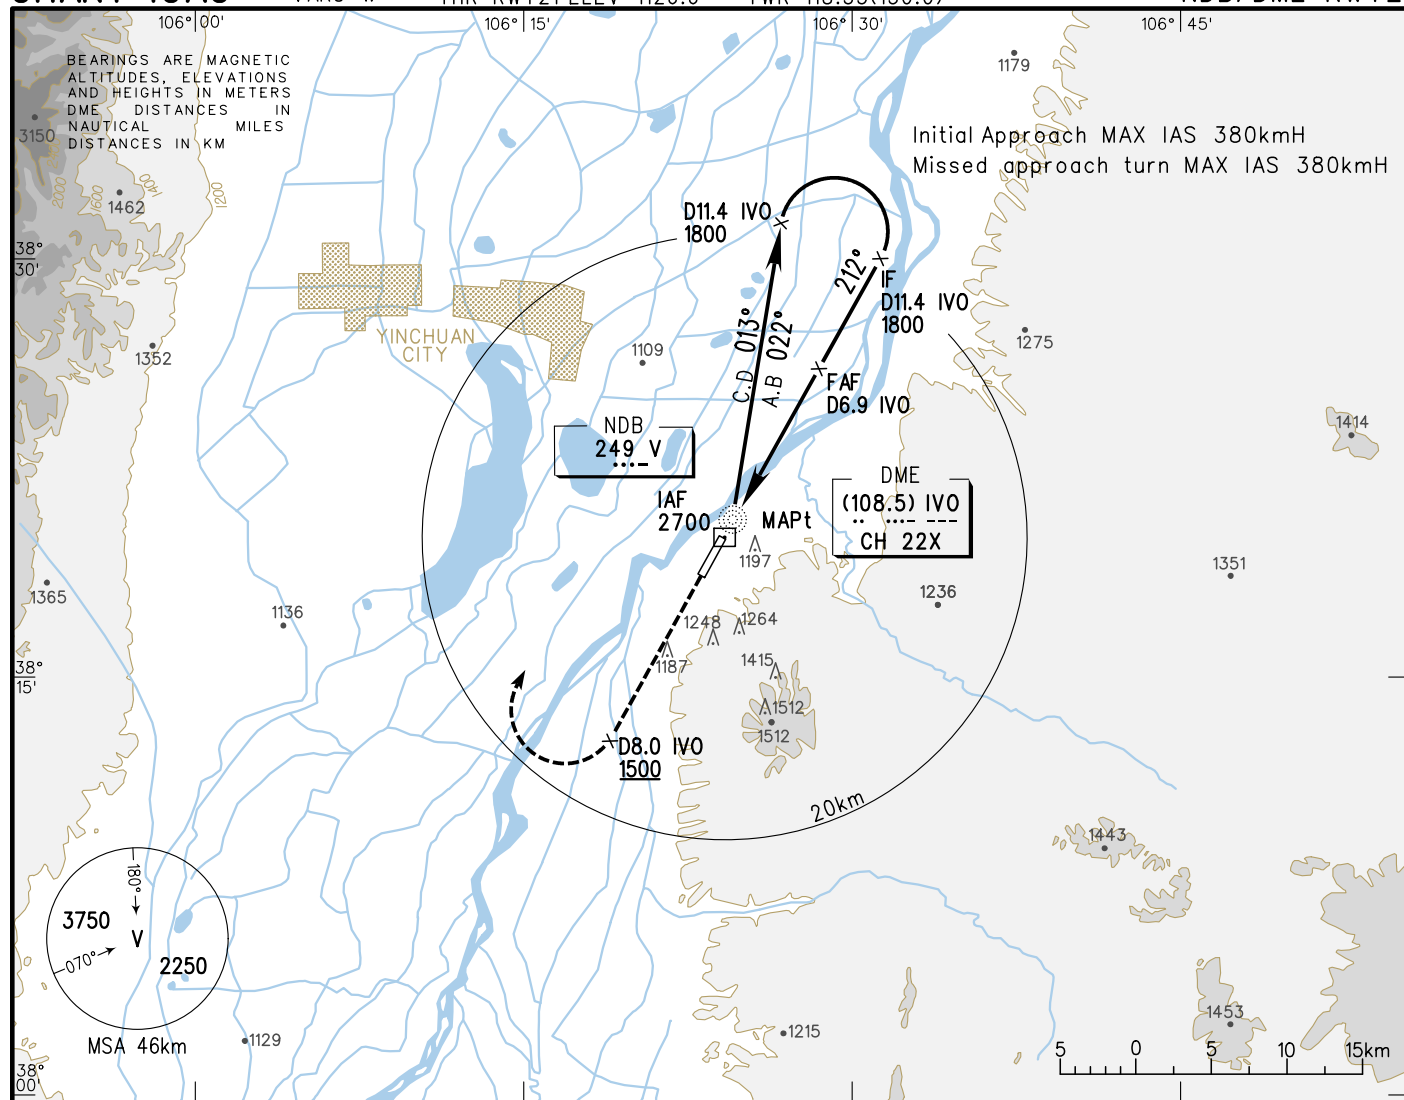 106°00'
106°15'
106°30'
106°45'
BEARINGS ARE MAGNETIC
ALTITUDES, ELEVATIONS
AND HEIGHTS IN METERS
DME DISTANCES IN
NAUTICAL MILES
DISTANCES IN KM
1179
3150
Initial Approach MAX IAS 380kmH
Missed approach turn MAX IAS 380kmH
2000
1600
1400
1200
1462
D11.4 IVO
1800
38°
30'
212°
IF
D11.4 IVO
1800
YINCHUAN
CITY
1352
1109
C.D 013°
A.B 022°
1275
FAF
D6.9 IVO
1414
NDB
249 V
DME
(108.5) IVO
CH 22X
IAF
2700
MAPt
1197
1365
1136
1351
1236
1248
1264
1187
1415
38°
15'
1512
1512
D8.0 IVO
1500
20km
1443
180°
3750
V
070°
2250
MSA 46km
1129
1215
1453
5 0 5 10 15km
38°
00'